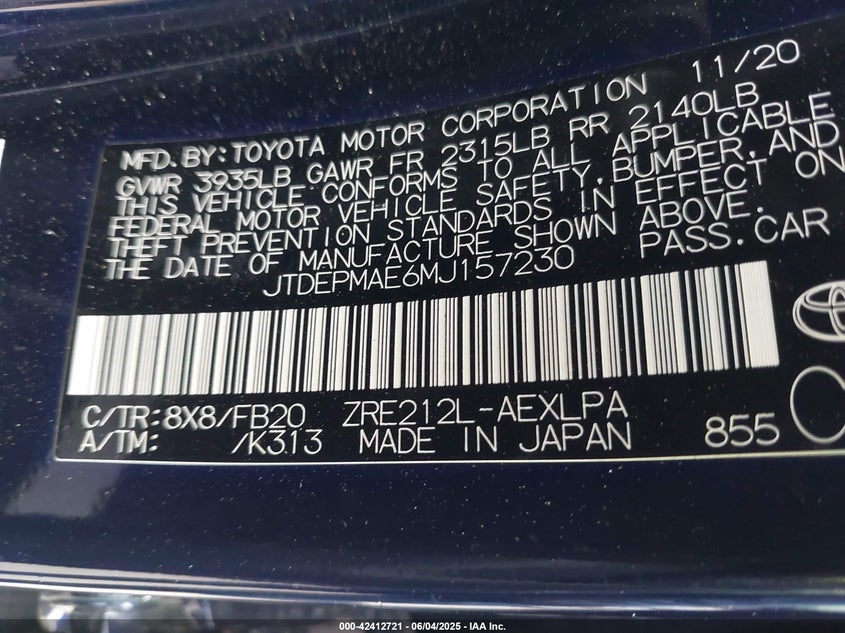 MFD.BY:TOYOTA MOTOR CORPORATION 11/20
GVWR 3935LB GAWR FR 2315LB RR 2140LB
THIS VEHICLE CONFORMS TO ALL APPLICABLE
FEDERAL MOTOR VEHICLE SAFETY,BUMPER,AND
THEFT PREVENTION STANDARDS IN EFFECT ON
THE DATE OF MANUFACTURE SHOWN ABOVE.
JTDEPMAE6MJ157230 PASS.CAR
C/TR:8X8/FB20 ZRE212L-AEXLPA
A/TM: /K313 MADE IN JAPAN 855
000-42412721 | 06/04/2025 | IAA Inc.